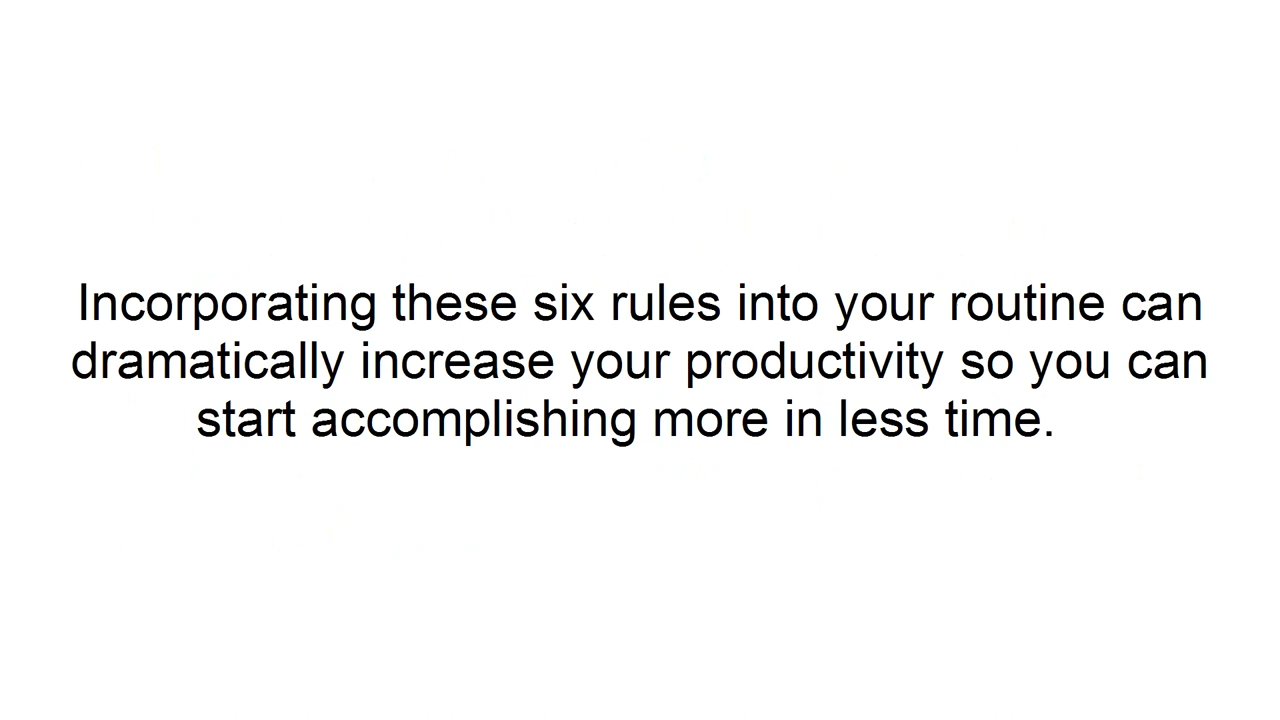 Incorporating these six rules into your routine can
dramatically increase your productivity so you can
start accomplishing more in less time.